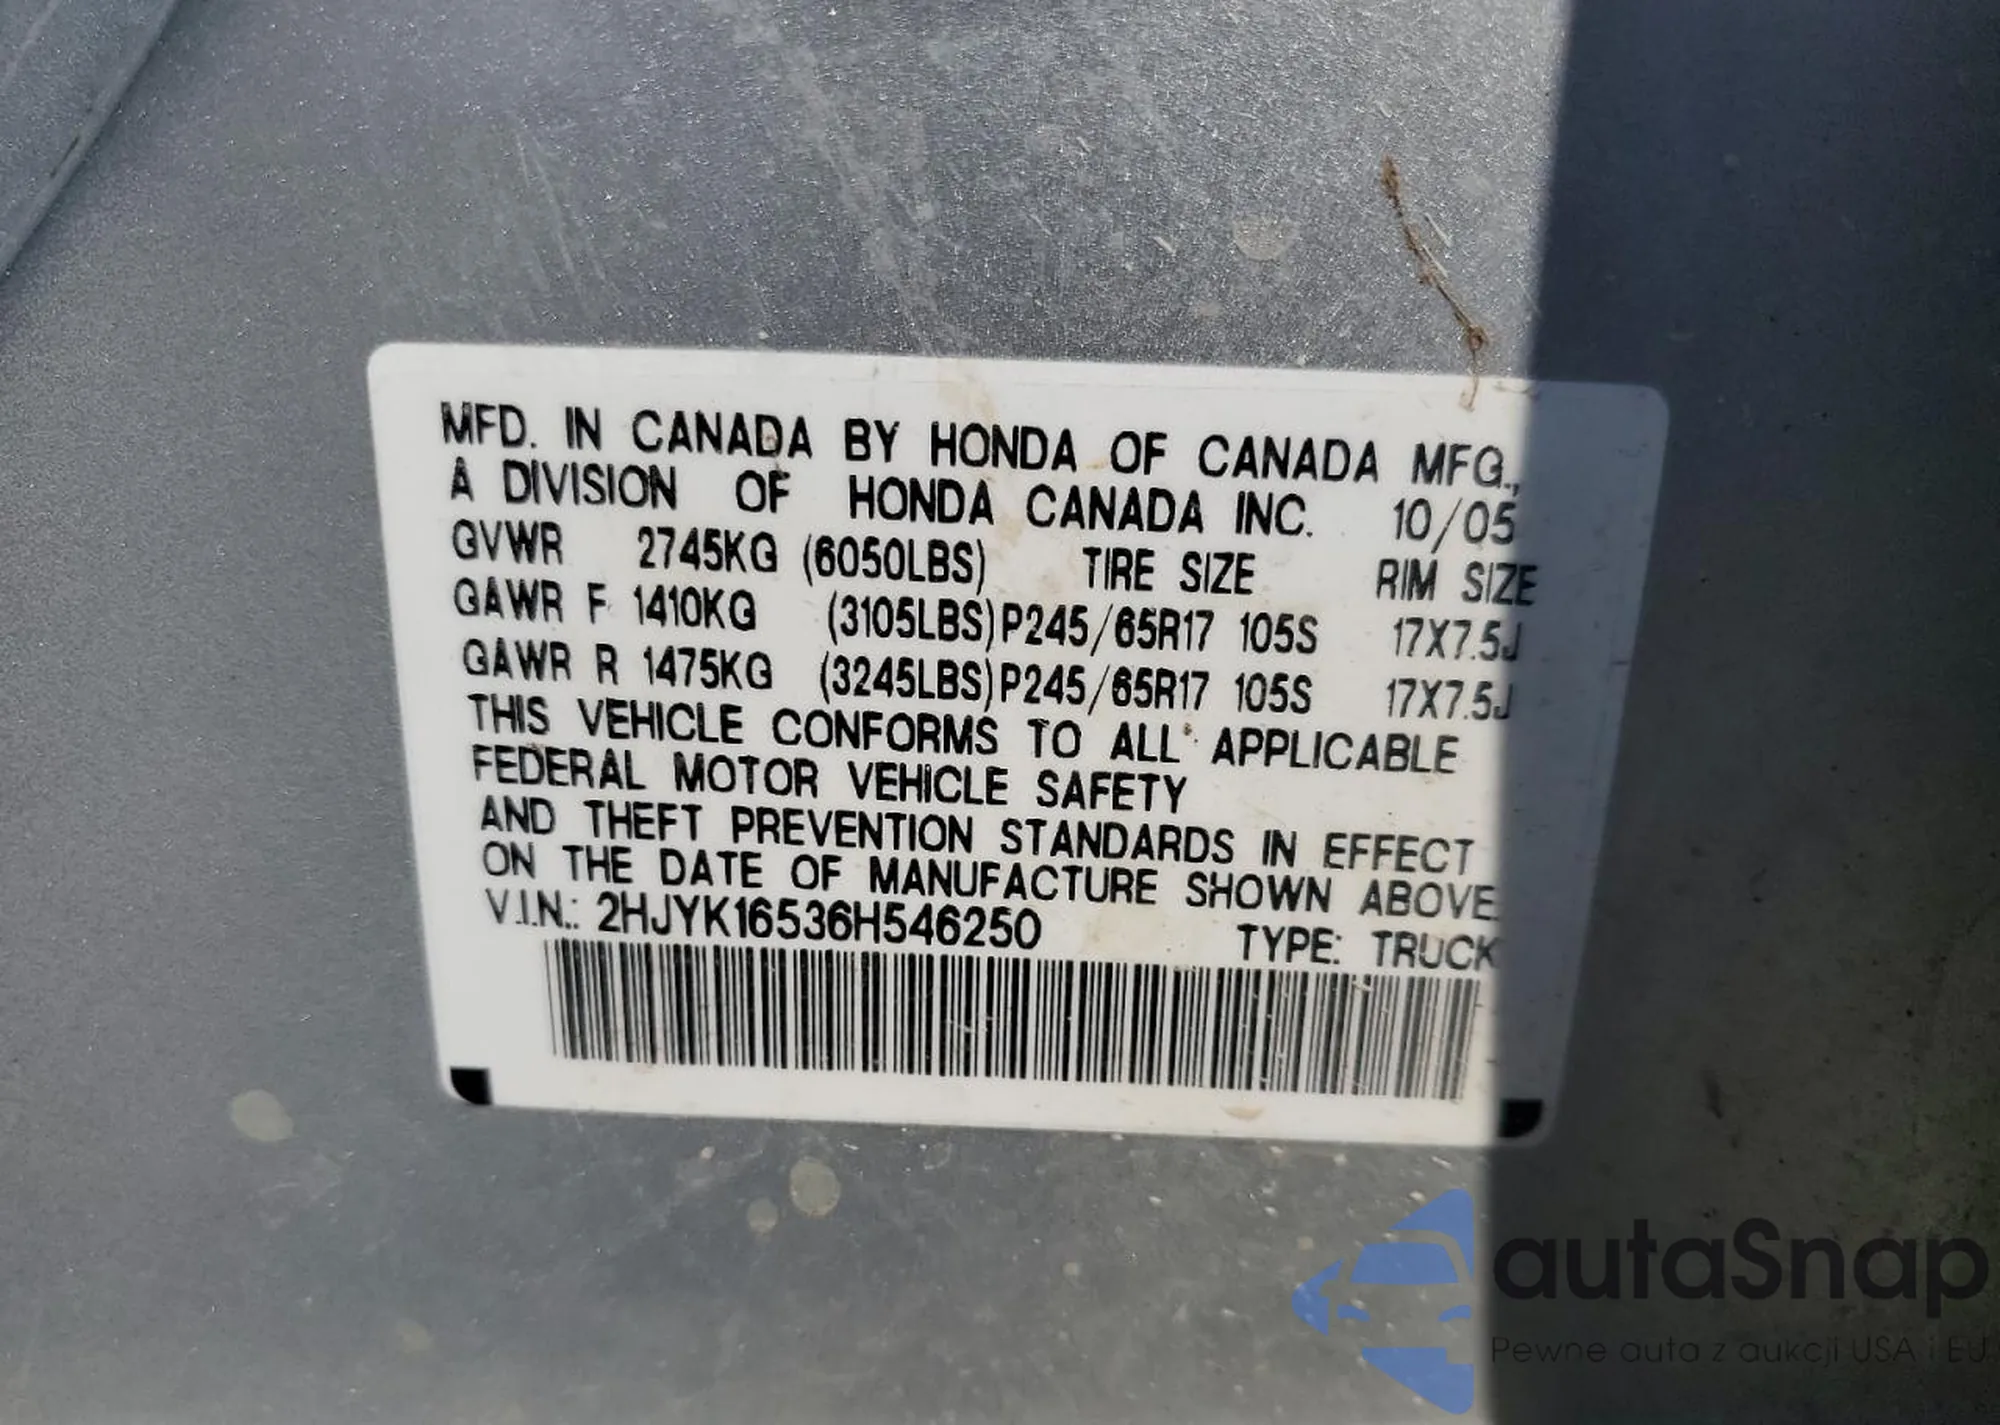 MFD. IN CANADA BY HONDA OF CANADA MFG.,
A DIVISION OF HONDA CANADA INC. 10/05
GVWR 2745KG (6050LBS) TIRE SIZE RIM SIZE
GAWR F 1410KG (3105LBS) P245/65R17 105S 17X7.5J
GAWR R 1475KG (3245LBS) P245/65R17 105S 17X7.5J
THIS VEHICLE CONFORMS TO ALL APPLICABLE
FEDERAL MOTOR VEHICLE SAFETY
AND THEFT PREVENTION STANDARDS IN EFFECT
ON THE DATE OF MANUFACTURE SHOWN ABOVE.
V.I.N.: 2HJYK16536H546250 TYPE: TRUCK
autaSnap
Pewne auta z aukcji USA i EU